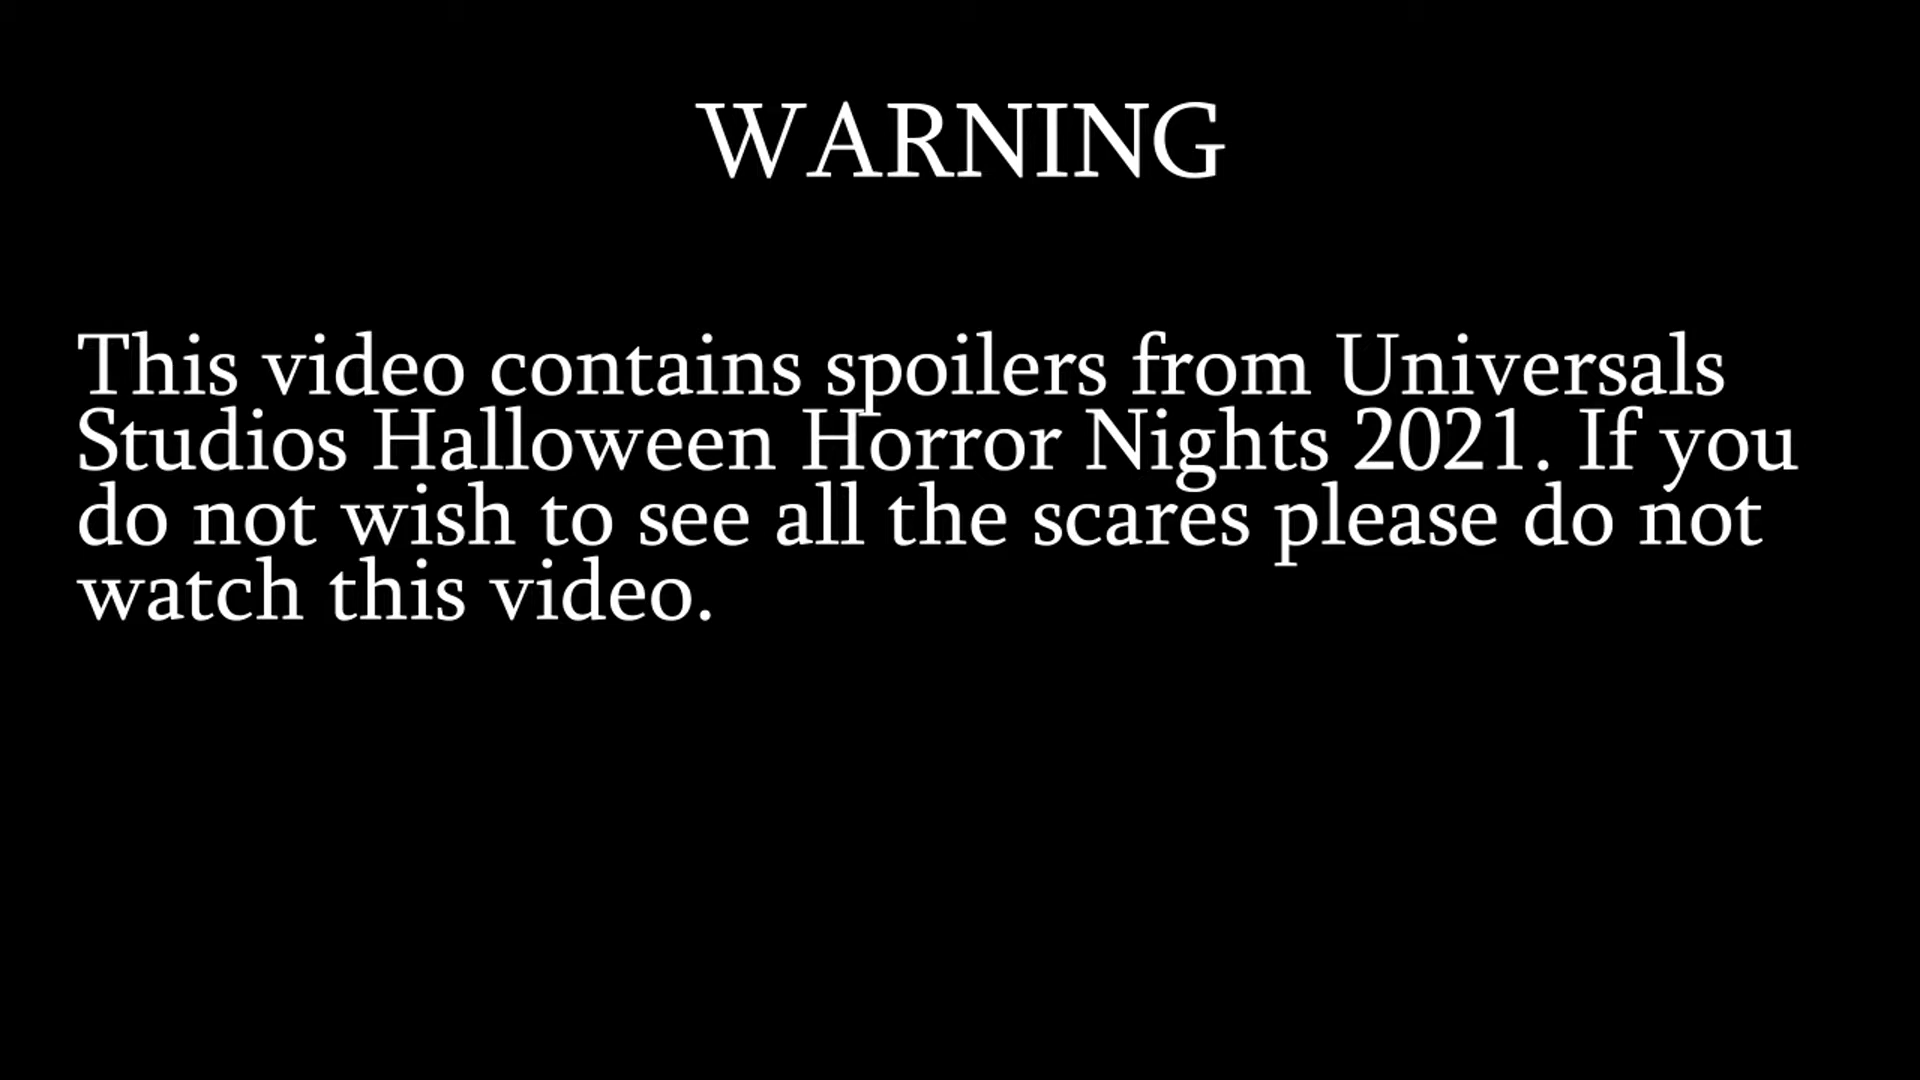 WARNING
This video contains spoilers from Universals
Studios Halloween Horror Nights 2021. If you
do not wish to see all the scares please do not
watch this video.